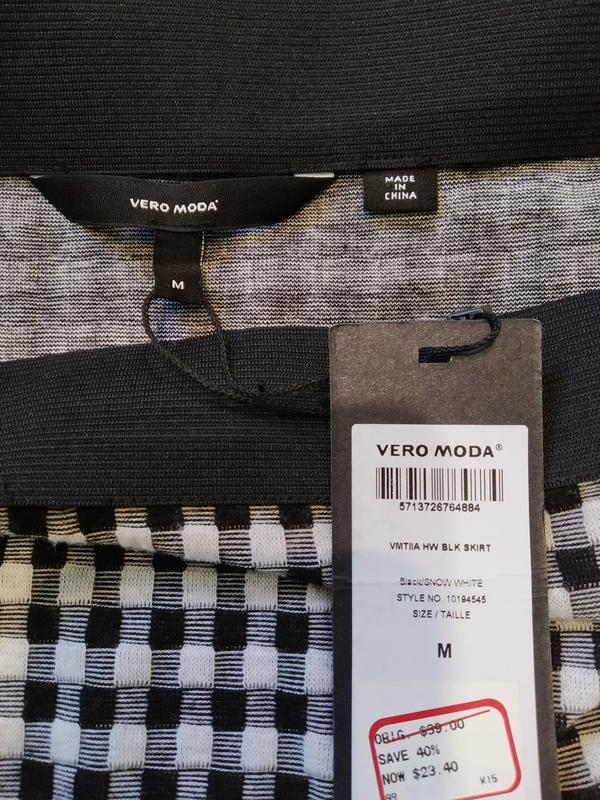 VERO MODA®
MADE
IN
CHINA
M
VERO MODA®
5713726764884
VMTIIA HW BLK SKIRT
Black/SNOW WHITE
STYLE NO. 10194545
SIZE / TAILLE
M
ORIG. $39.00
SAVE 40%
NOW $23.40
K15
99